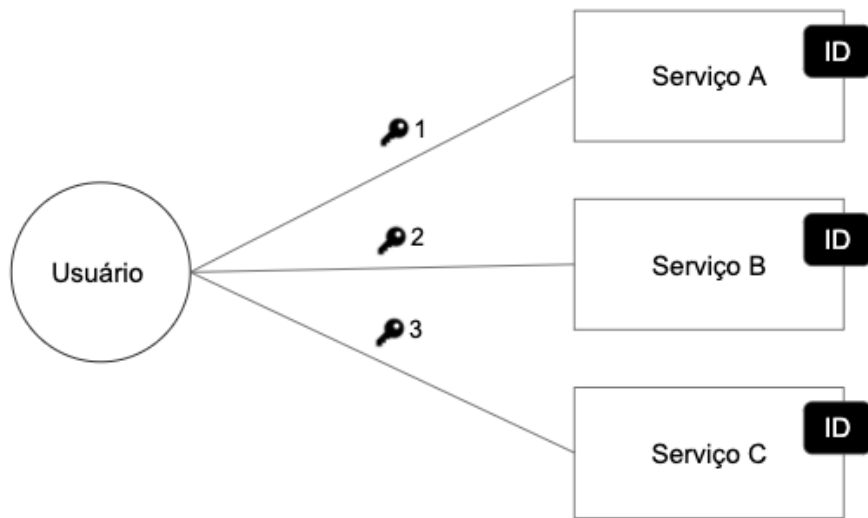 ID
Serviço A
1
ID
2
Usuário
Serviço B
3
ID
Serviço C